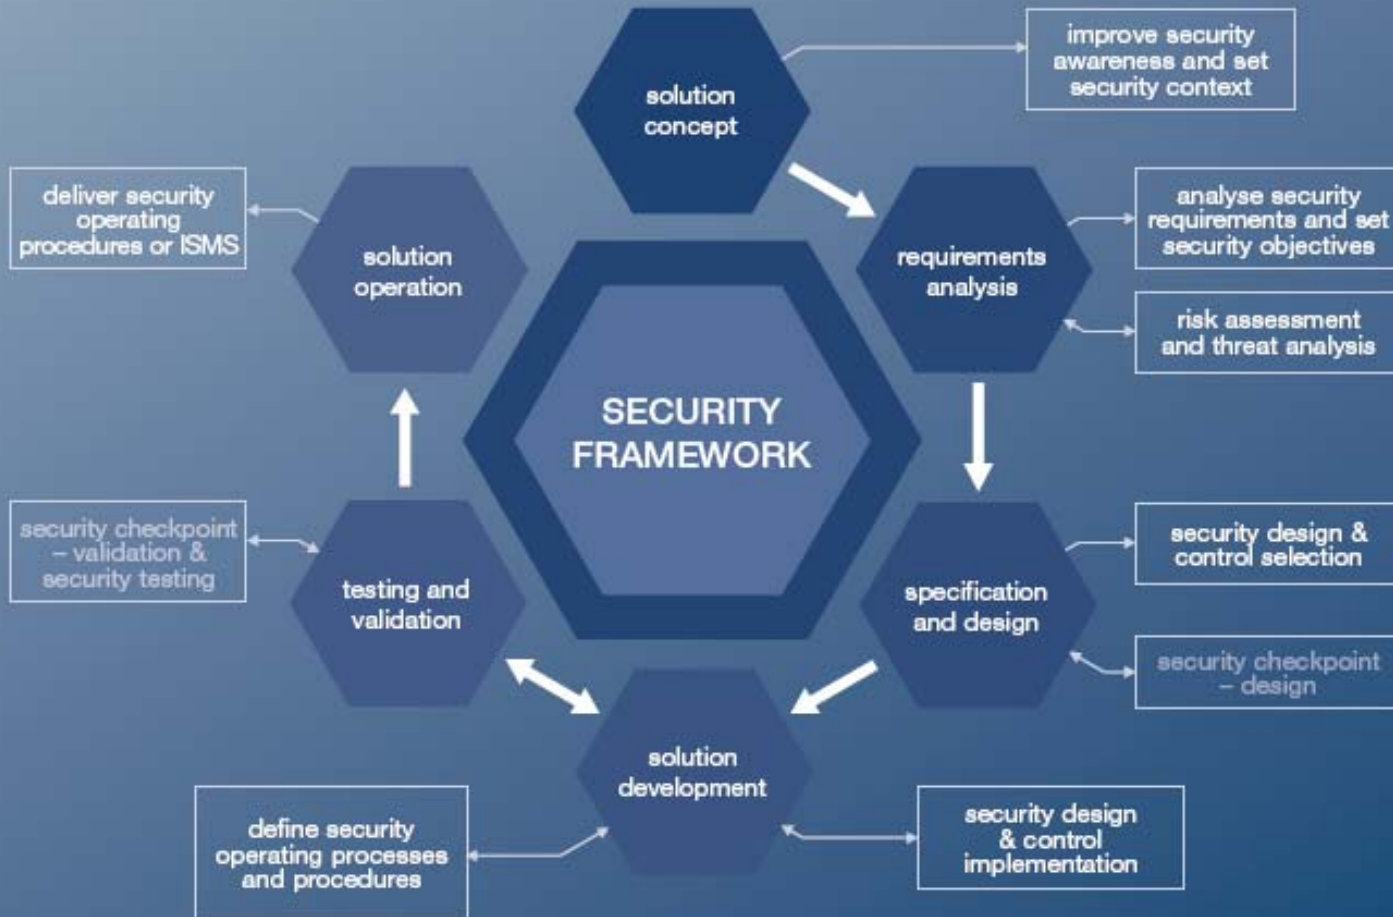 solution
concept
improve security
awareness and set
security context
requirements
analysis
analyse security
requirements and set
security objectives
risk assessment
and threat analysis
specification
and design
security design &
control selection
security checkpoint
– design
solution
development
security design
& control
implementation
define security
operating processes
and procedures
testing and
validation
security checkpoint
– validation &
security testing
solution
operation
deliver security
operating
procedures or ISMS
SECURITY
FRAMEWORK